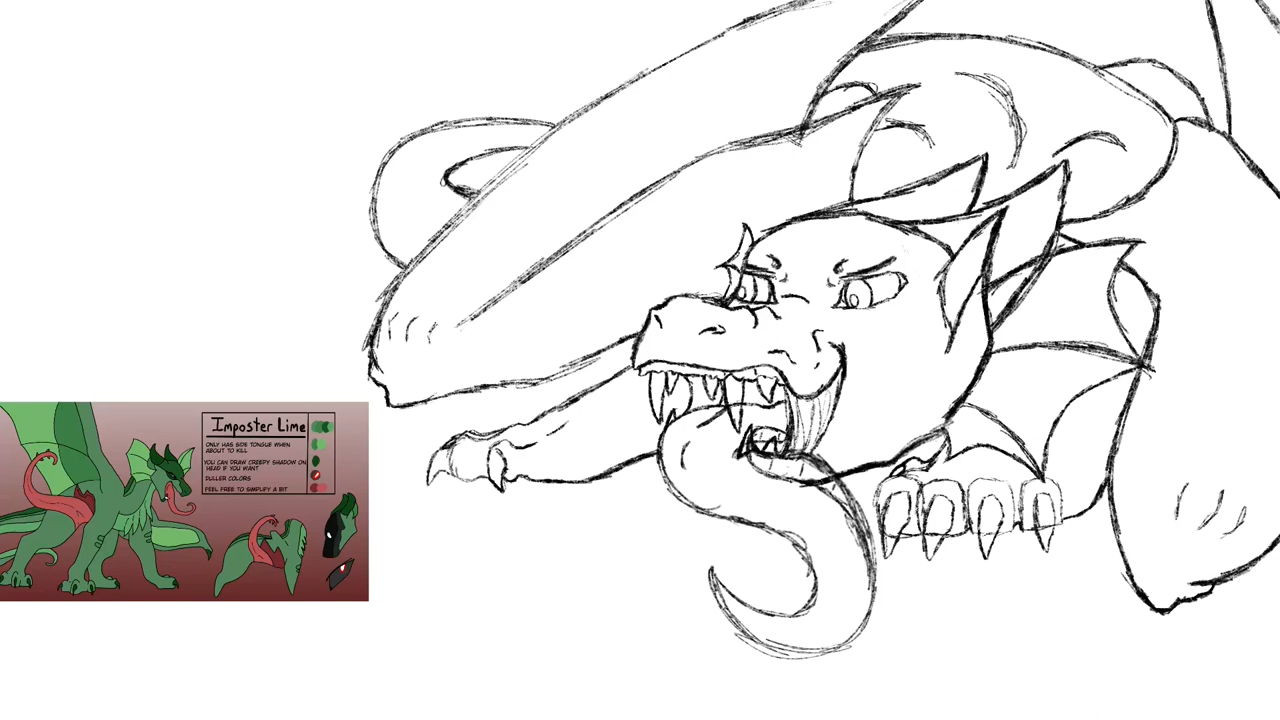 Imposter Lime
ONLY HAS SIDE TONGUE WHEN
ABOUT TO KILL
YOU CAN DRAW CREEPY SHADOW ON
HEAD IF YOU WANT
DULLER COLORS
FEEL FREE TO SIMPLIFY A BIT